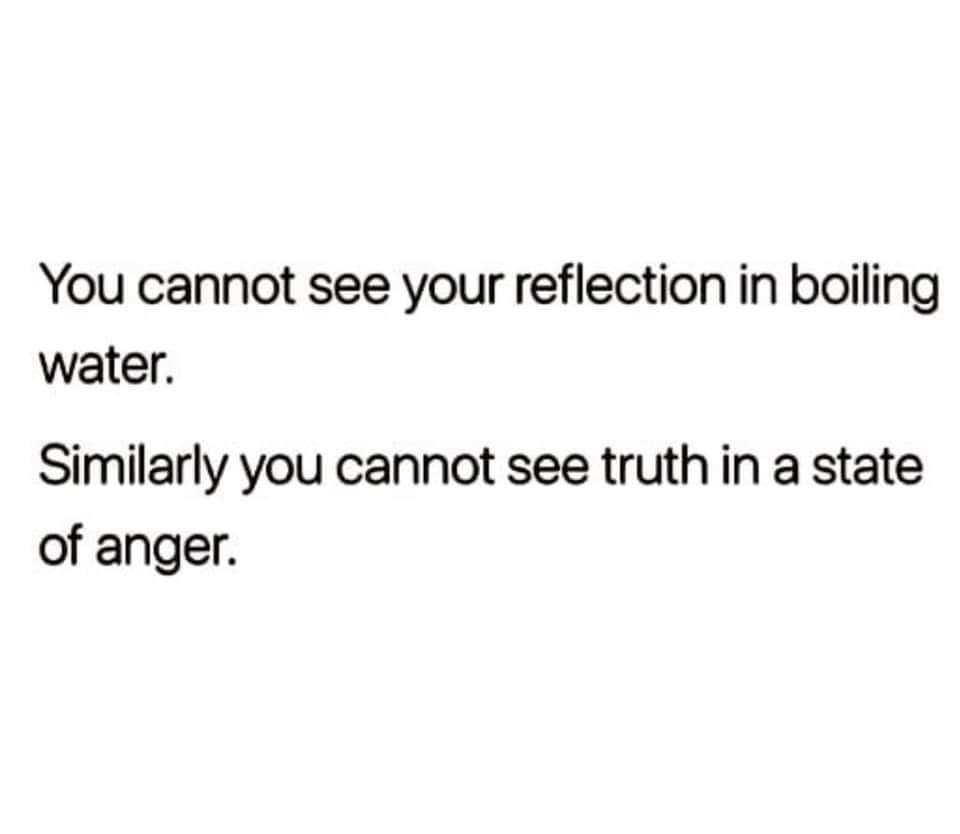 You cannot see your reflection in boiling
water.
Similarly you cannot see truth in a state
of anger.